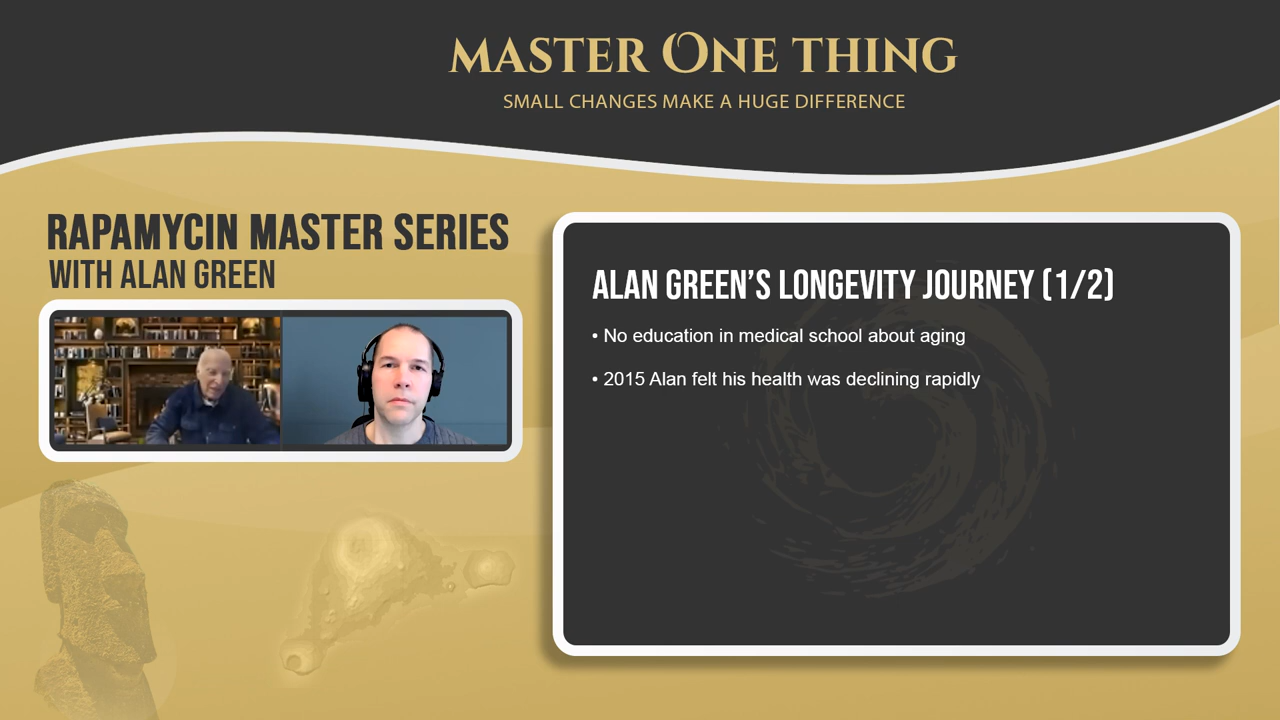 MASTER ONE THING
SMALL CHANGES MAKE A HUGE DIFFERENCE
RAPAMYCIN MASTER SERIES
WITH ALAN GREEN
ALAN GREEN’S LONGEVITY JOURNEY (1/2)
• No education in medical school about aging
• 2015 Alan felt his health was declining rapidly